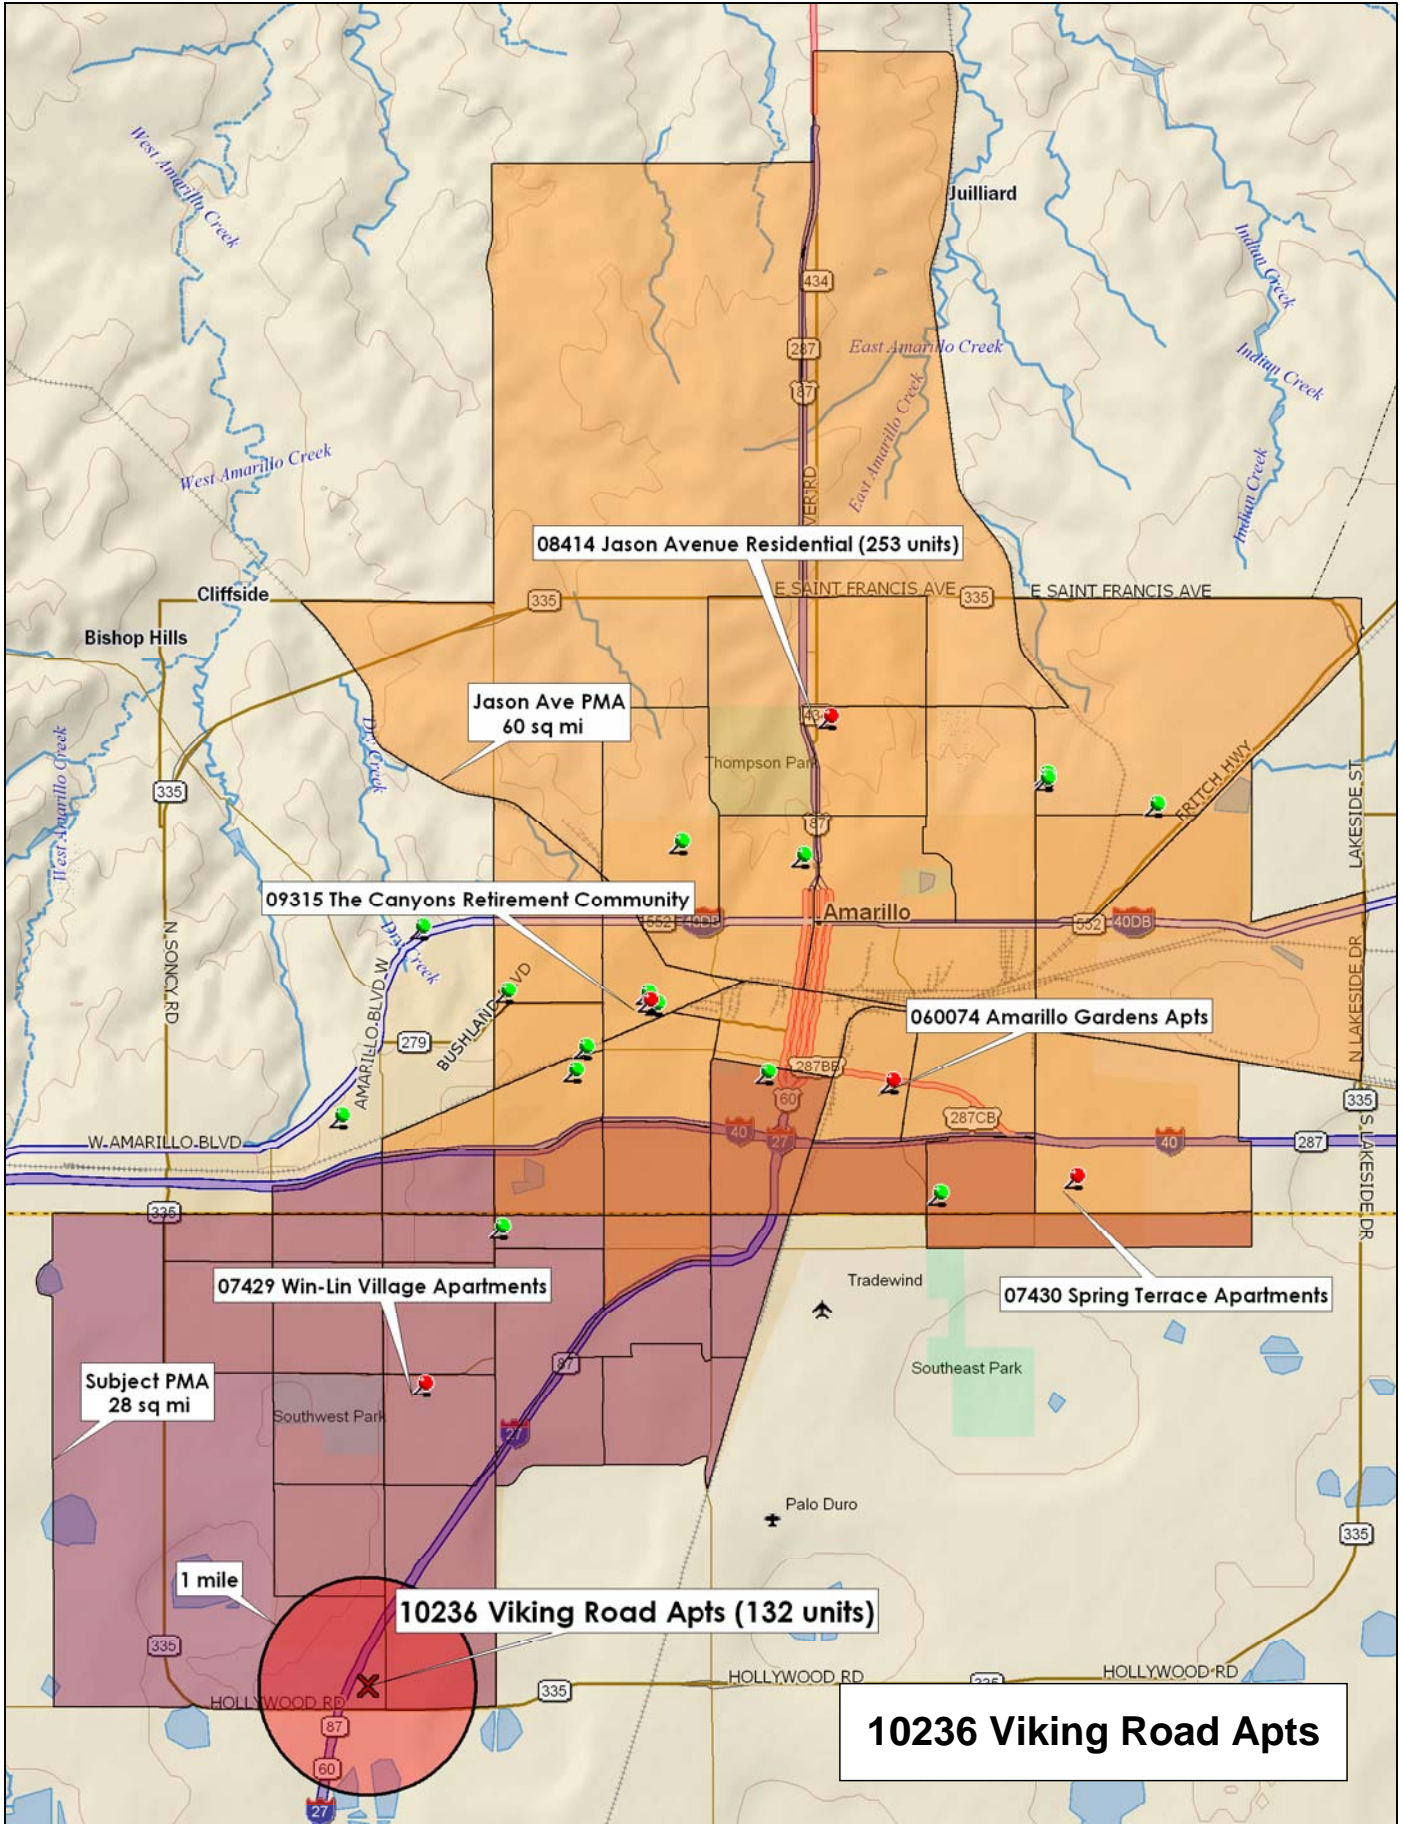 West Amarillo Creek
Juilliard
Indian Creek
434
287
87
East Amarillo Creek
Indian Creek
East Amarillo Creek
West Amarillo Creek
Indian Creek
08414 Jason Avenue Residential (253 units)
Cliffside
335
E SAINT FRANCIS AVE
335
E SAINT FRANCIS AVE
Bishop Hills
Jason Ave PMA
60 sq mi
Dry Creek
Thompson Park
West Amarillo Creek
335
FRITCH HWY
LAKESIDE ST
87
09315 The Canyons Retirement Community
552
40DB
Amarillo
552
40DB
N SONCY RD
Dry Creek
AMARILLO BLVD W
BUSHLAND BLVD
N LAKESIDE DR
279
060074 Amarillo Gardens Apts
287BB
60
287CB
335
W AMARILLO BLVD
40
27
40
287
S LAKESIDE DR
335
07429 Win-Lin Village Apartments
Tradewind
07430 Spring Terrace Apartments
87
Southeast Park
Subject PMA
28 sq mi
Southwest Park
27
Palo Duro
335
1 mile
10236 Viking Road Apts (132 units)
335
HOLLYWOOD RD
335
HOLLYWOOD RD
335
HOLLYWOOD RD
87
60
27
10236 Viking Road Apts